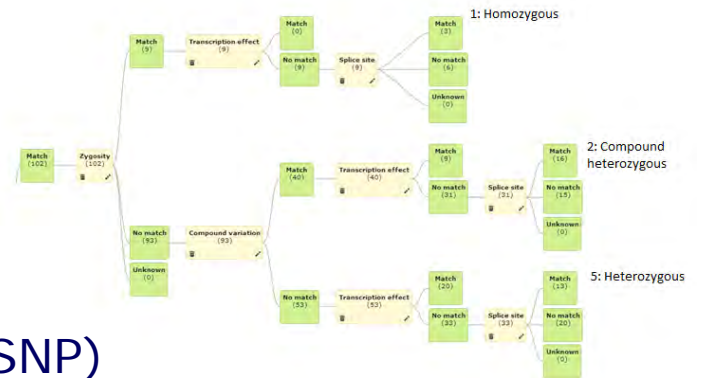 1: Homozygous
Match
(9)
Transcription effect
(9)
Match
(0)
No match
(9)
Splice site
(9)
Match
(3)
No match
(6)
Unknown
(0)
Match
(102)
Zygosity
(102)
2: Compound
heterozygous
No match
(93)
Unknown
(0)
Compound variation
(93)
Match
(40)
Transcription effect
(40)
Match
(9)
No match
(31)
Splice site
(31)
Match
(16)
No match
(15)
Unknown
(0)
5: Heterozygous
No match
(53)
Transcription effect
(53)
Match
(20)
No match
(33)
Splice site
(33)
Match
(13)
No match
(20)
Unknown
(0)
SNP)